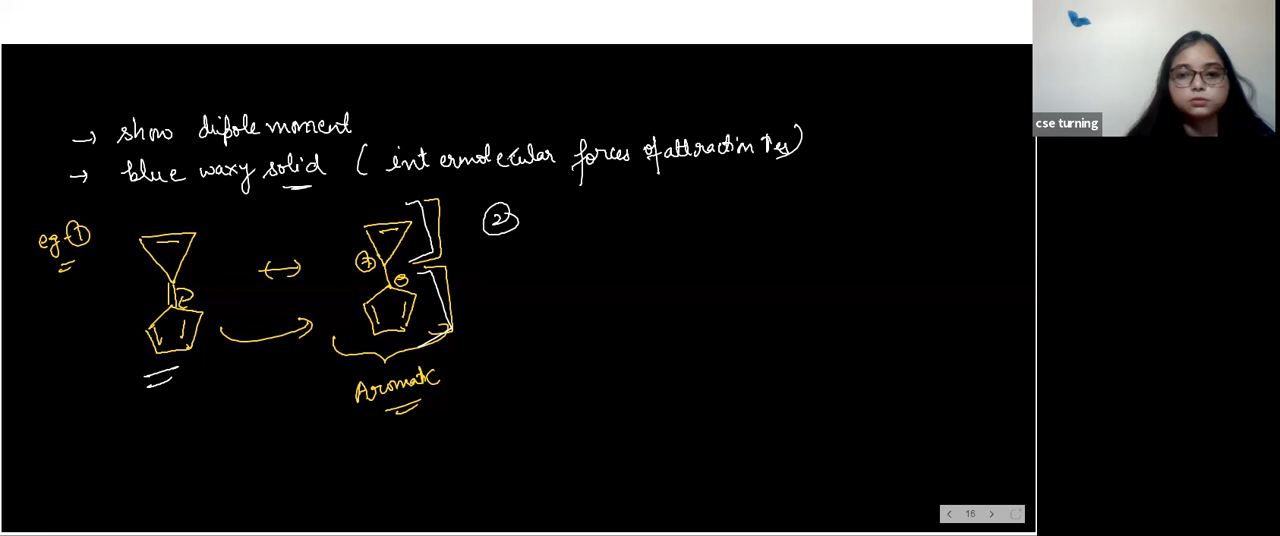 → show dipole moment
→ blue waxy solid ( intermolecular forces of attraction ↑es)
eg-①
②
⊕
⊖
Aromatic
cse turning
16